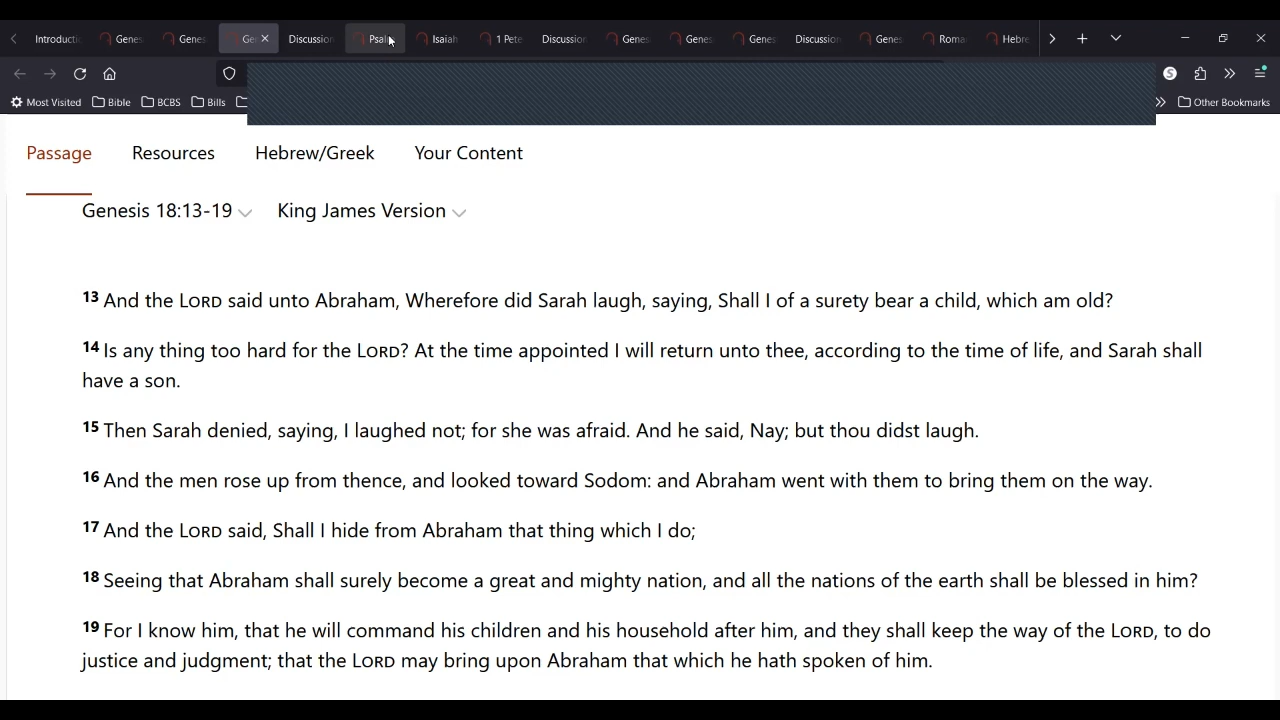 Introducti Genes Genes Ge Discussion Psal Isaiah 1 Pete Discussion Genes Genes Genes Discussion Genes Roma Hebre
S
Most Visited Bible BCBS Bills Other Bookmarks
Passage Resources Hebrew/Greek Your Content
Genesis 18:13-19 King James Version
13 And the LORD said unto Abraham, Wherefore did Sarah laugh, saying, Shall I of a surety bear a child, which am old?
14 Is any thing too hard for the LORD? At the time appointed I will return unto thee, according to the time of life, and Sarah shall
have a son.
15 Then Sarah denied, saying, I laughed not; for she was afraid. And he said, Nay; but thou didst laugh.
16 And the men rose up from thence, and looked toward Sodom: and Abraham went with them to bring them on the way.
17 And the LORD said, Shall I hide from Abraham that thing which I do;
18 Seeing that Abraham shall surely become a great and mighty nation, and all the nations of the earth shall be blessed in him?
19 For I know him, that he will command his children and his household after him, and they shall keep the way of the LORD, to do
justice and judgment; that the LORD may bring upon Abraham that which he hath spoken of him.